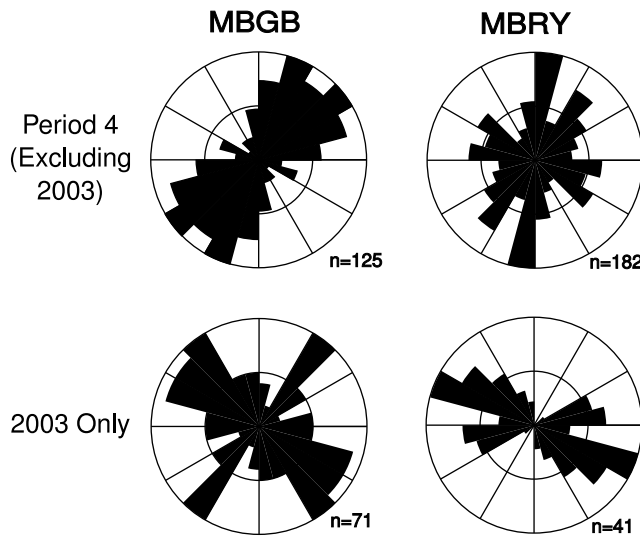 MBGB
MBRY
Period 4
(Excluding
2003)
n=125
n=182
2003 Only
n=71
n=41